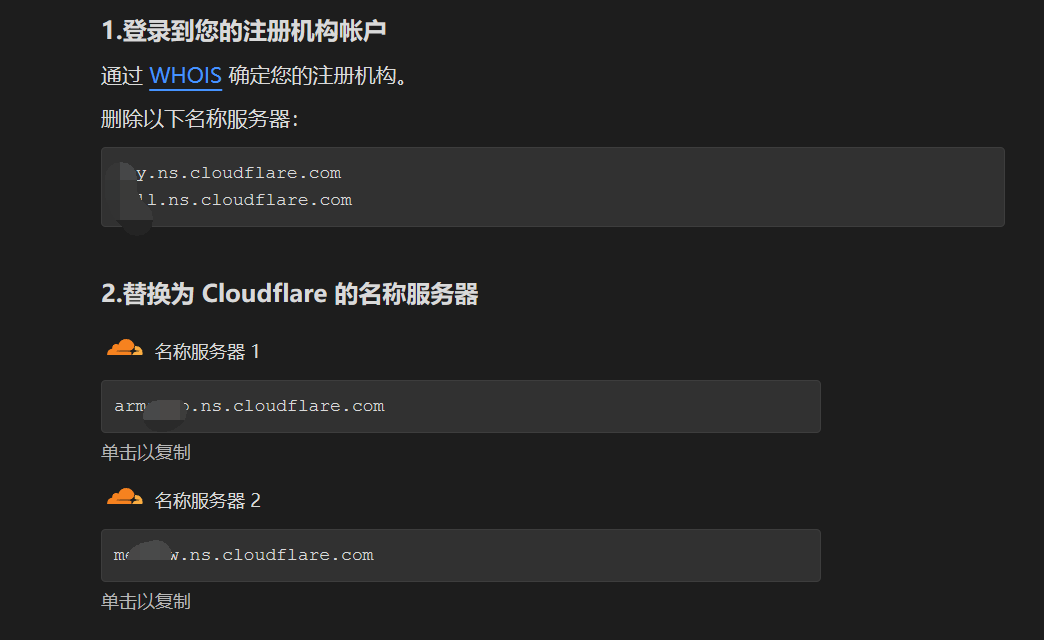 1.登录到您的注册机构帐户
通过 WHOIS 确定您的注册机构。
删除以下名称服务器：
y.ns.cloudflare.com
ll.ns.cloudflare.com
2.替换为 Cloudflare 的名称服务器
名称服务器 1
arm o.ns.cloudflare.com
单击以复制
名称服务器 2
me w.ns.cloudflare.com
单击以复制